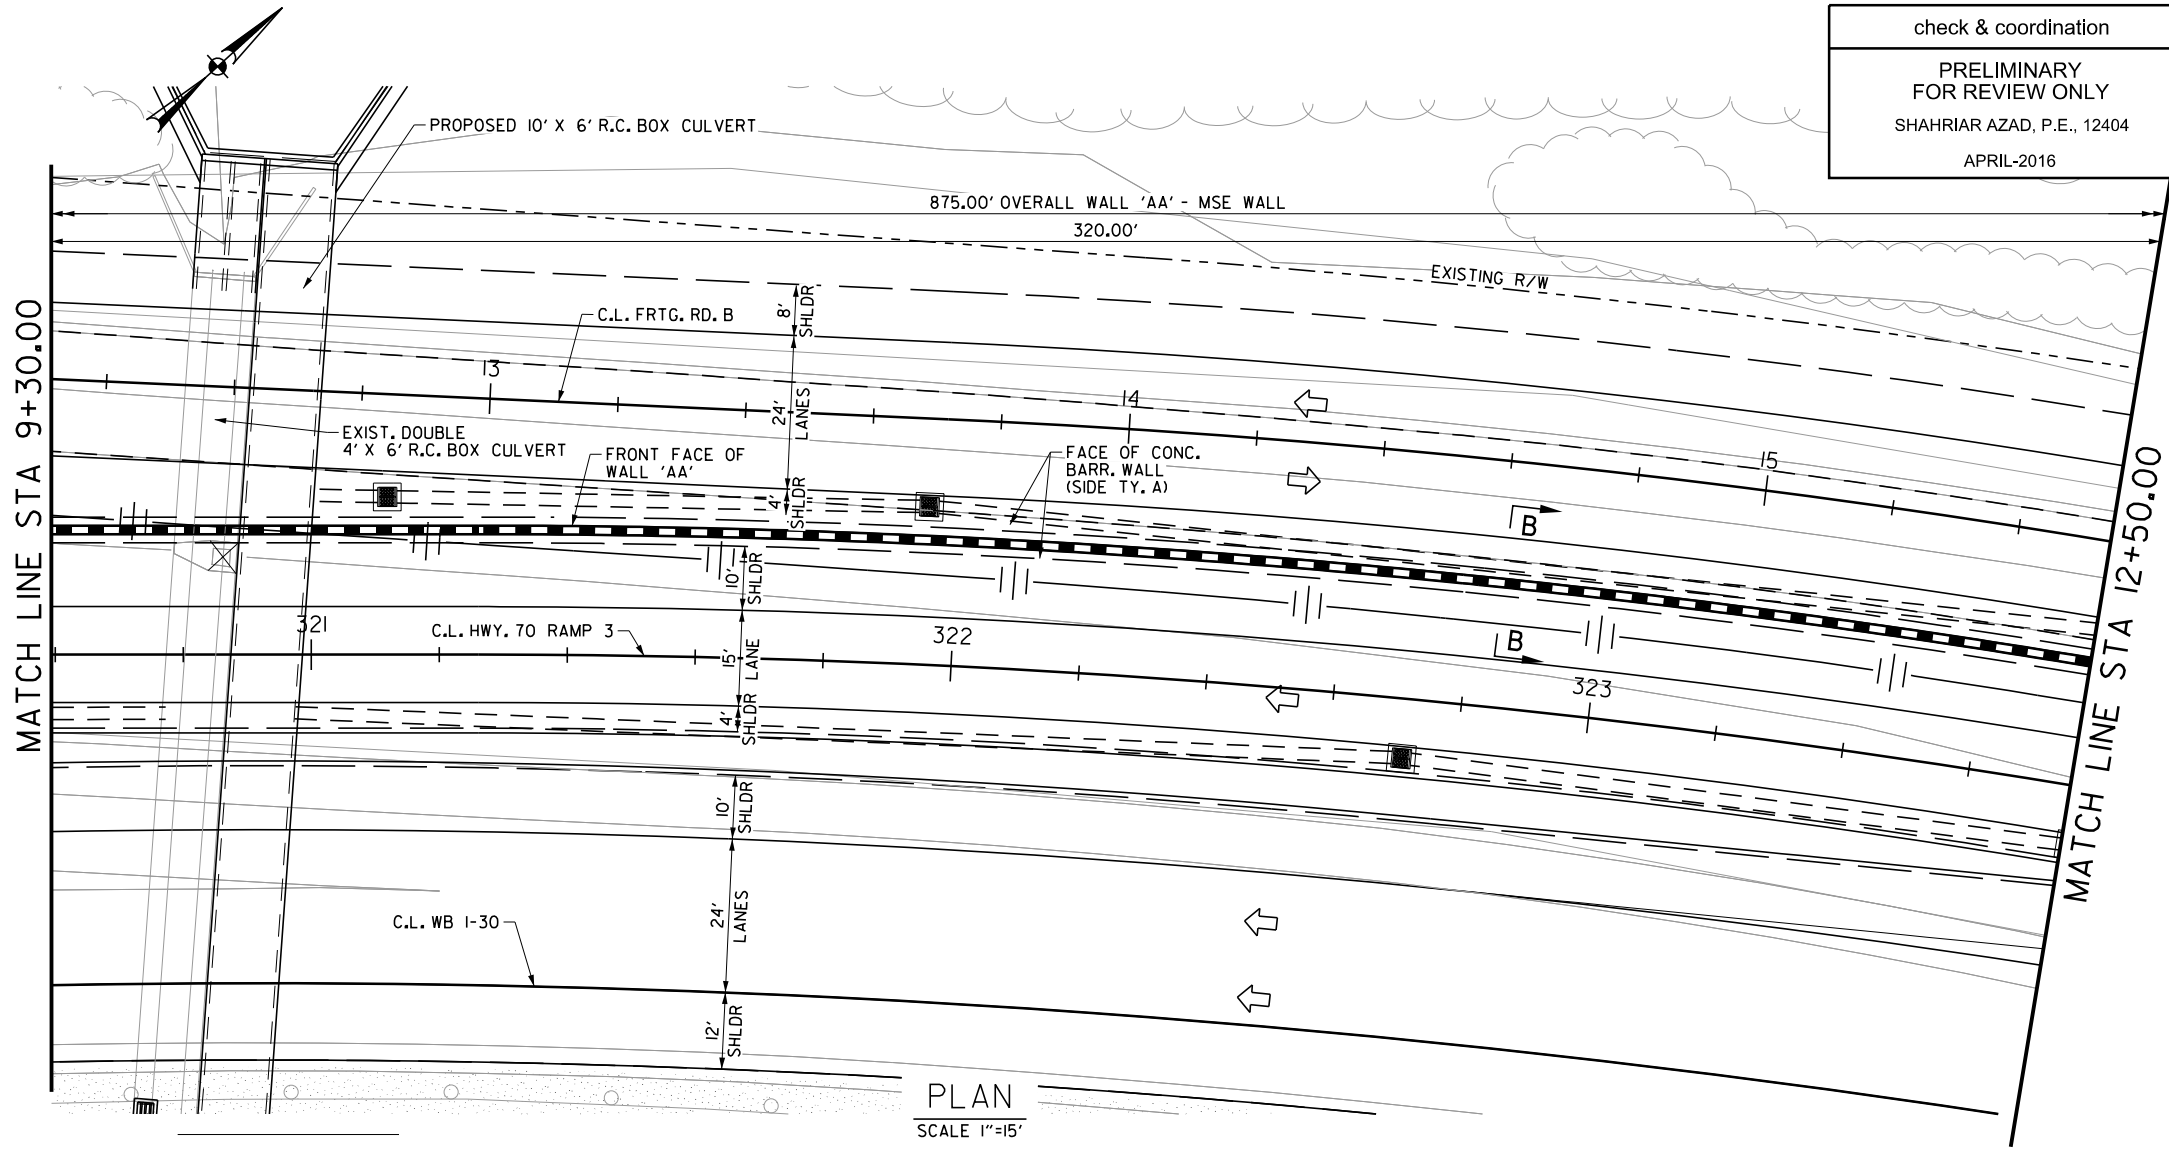 check & coordination
PRELIMINARY
FOR REVIEW ONLY
SHAHRIAR AZAD, P.E., 12404
APRIL-2016
PROPOSED 10' X 6' R.C. BOX CULVERT
875.00' OVERALL WALL 'AA' - MSE WALL
320.00'
EXISTING R/W
MATCH LINE STA 9+30.00
C.L. FRTG. RD. B
8'
SHLDR
13
14
15
24'
LANES
EXIST. DOUBLE
4' X 6' R.C. BOX CULVERT
FRONT FACE OF
WALL 'AA'
FACE OF CONC.
BARR. WALL
(SIDE TY. A)
4'
SHLDR
B
B
MATCH LINE STA 12+50.00
10'
SHLDR
321
322
323
C.L. HWY. 70 RAMP 3
15'
LANE
4'
SHLDR
10'
SHLDR
24'
LANES
C.L. WB I-30
12'
SHLDR
PLAN
SCALE 1"=15'